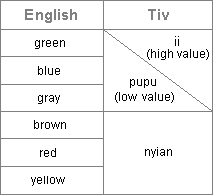 English Tiv
green
ii
(high value)
blue
pupu
(low value)
gray
brown
red
nyian
yellow